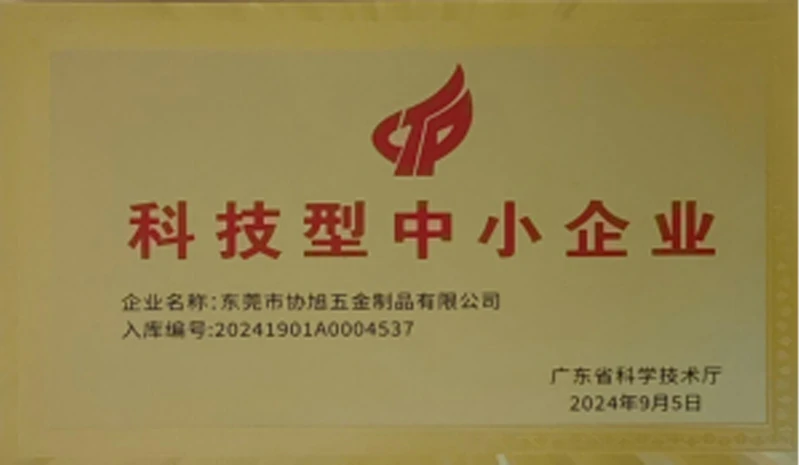 科技型中小企业
企业名称:东莞市协旭五金制品有限公司
入库编号:20241901A0004537
广东省科学技术厅
2024年9月5日